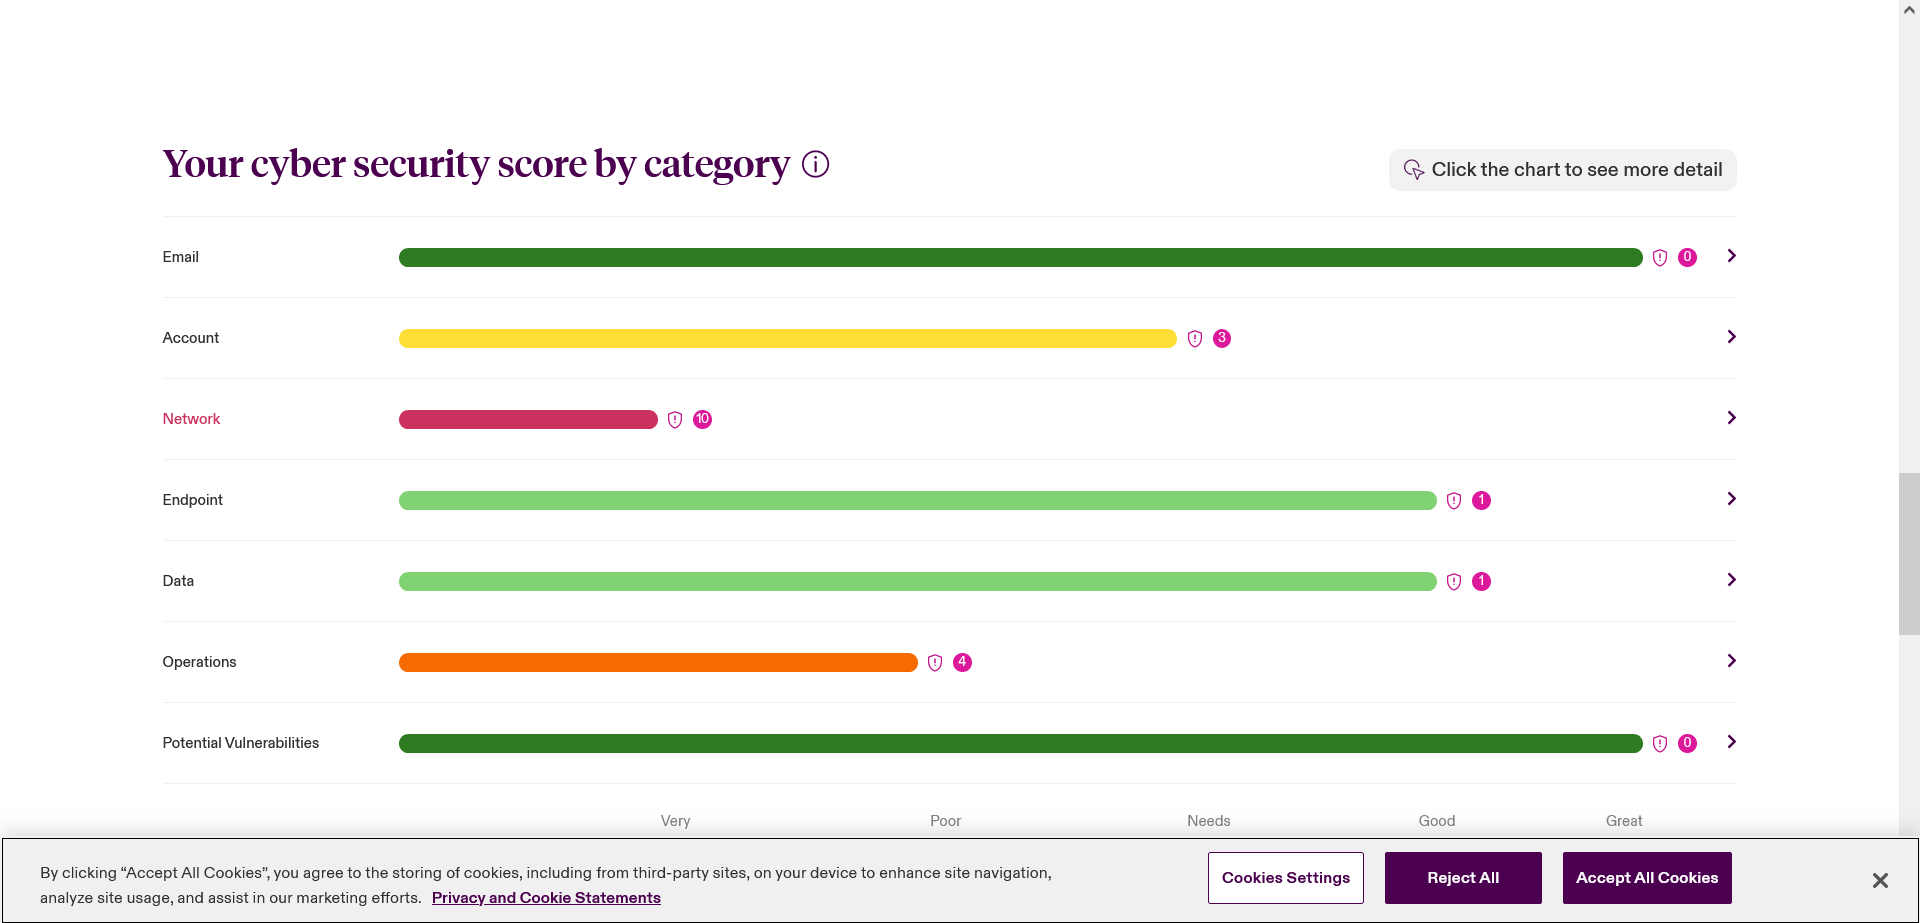 Your cyber security score by category
Click the chart to see more detail
Email 0
Account 3
Network 10
Endpoint 1
Data 1
Operations 4
Potential Vulnerabilities 0
Very Poor Needs Good Great
By clicking “Accept All Cookies”, you agree to the storing of cookies, including from third-party sites, on your device to enhance site navigation,
analyze site usage, and assist in our marketing efforts. Privacy and Cookie Statements
Cookies Settings
Reject All
Accept All Cookies